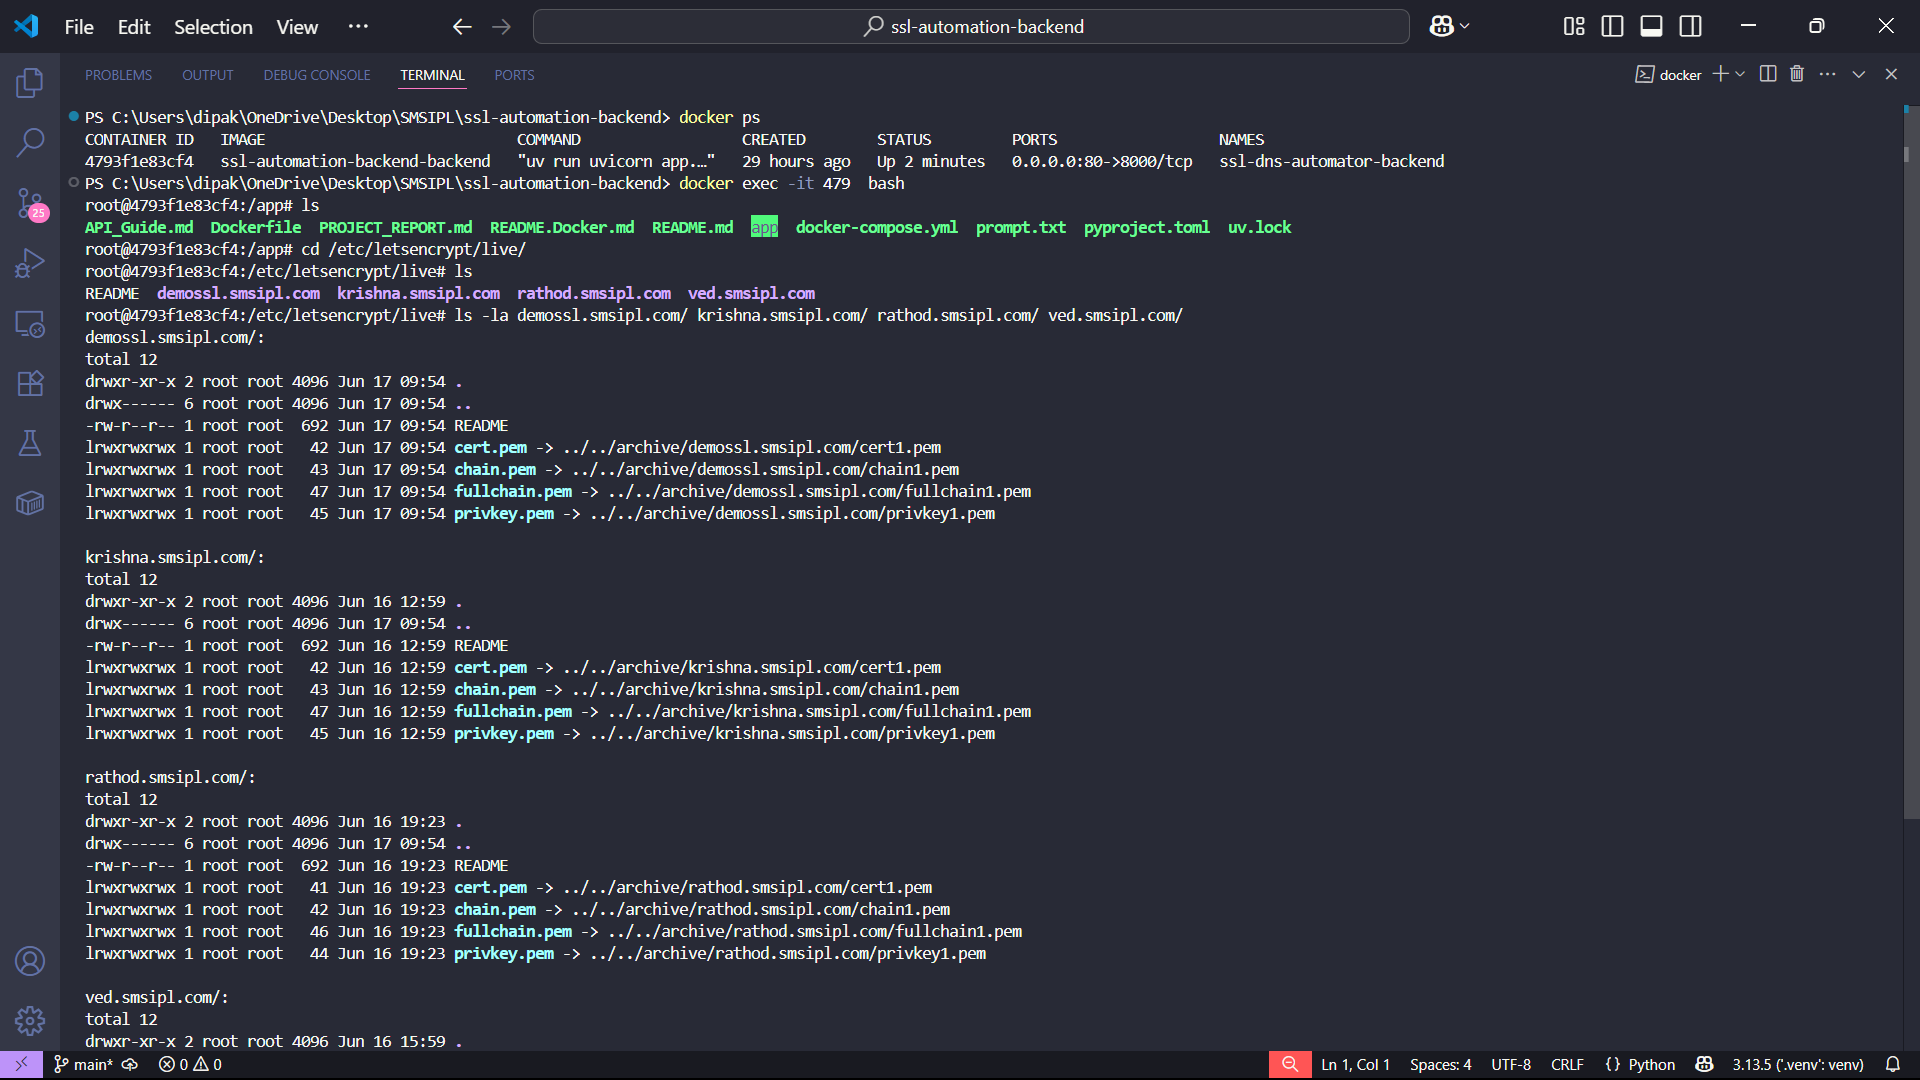 File Edit Selection View ··· ssl-automation-backend
PROBLEMS OUTPUT DEBUG CONSOLE TERMINAL PORTS docker
PS C:\Users\dipak\OneDrive\Desktop\SMSIPL\ssl-automation-backend> docker ps
CONTAINER ID   IMAGE                            COMMAND                  CREATED        STATUS         PORTS                  NAMES
4793f1e83cf4   ssl-automation-backend-backend   "uv run uvicorn app.…"   29 hours ago   Up 2 minutes   0.0.0.0:80->8000/tcp   ssl-dns-automator-backend
PS C:\Users\dipak\OneDrive\Desktop\SMSIPL\ssl-automation-backend> docker exec -it 479  bash
root@4793f1e83cf4:/app# ls
API_Guide.md  Dockerfile  PROJECT_REPORT.md  README.Docker.md  README.md  app  docker-compose.yml  prompt.txt  pyproject.toml  uv.lock
root@4793f1e83cf4:/app# cd /etc/letsencrypt/live/
root@4793f1e83cf4:/etc/letsencrypt/live# ls
README  demossl.smsipl.com  krishna.smsipl.com  rathod.smsipl.com  ved.smsipl.com
root@4793f1e83cf4:/etc/letsencrypt/live# ls -la demossl.smsipl.com/ krishna.smsipl.com/ rathod.smsipl.com/ ved.smsipl.com/
demossl.smsipl.com/:
total 12
drwxr-xr-x 2 root root 4096 Jun 17 09:54 .
drwx------ 6 root root 4096 Jun 17 09:54 ..
-rw-r--r-- 1 root root  692 Jun 17 09:54 README
lrwxrwxrwx 1 root root   42 Jun 17 09:54 cert.pem -> ../../archive/demossl.smsipl.com/cert1.pem
lrwxrwxrwx 1 root root   43 Jun 17 09:54 chain.pem -> ../../archive/demossl.smsipl.com/chain1.pem
lrwxrwxrwx 1 root root   47 Jun 17 09:54 fullchain.pem -> ../../archive/demossl.smsipl.com/fullchain1.pem
lrwxrwxrwx 1 root root   45 Jun 17 09:54 privkey.pem -> ../../archive/demossl.smsipl.com/privkey1.pem
krishna.smsipl.com/:
total 12
drwxr-xr-x 2 root root 4096 Jun 16 12:59 .
drwx------ 6 root root 4096 Jun 17 09:54 ..
-rw-r--r-- 1 root root  692 Jun 16 12:59 README
lrwxrwxrwx 1 root root   42 Jun 16 12:59 cert.pem -> ../../archive/krishna.smsipl.com/cert1.pem
lrwxrwxrwx 1 root root   43 Jun 16 12:59 chain.pem -> ../../archive/krishna.smsipl.com/chain1.pem
lrwxrwxrwx 1 root root   47 Jun 16 12:59 fullchain.pem -> ../../archive/krishna.smsipl.com/fullchain1.pem
lrwxrwxrwx 1 root root   45 Jun 16 12:59 privkey.pem -> ../../archive/krishna.smsipl.com/privkey1.pem
rathod.smsipl.com/:
total 12
drwxr-xr-x 2 root root 4096 Jun 16 19:23 .
drwx------ 6 root root 4096 Jun 17 09:54 ..
-rw-r--r-- 1 root root  692 Jun 16 19:23 README
lrwxrwxrwx 1 root root   41 Jun 16 19:23 cert.pem -> ../../archive/rathod.smsipl.com/cert1.pem
lrwxrwxrwx 1 root root   42 Jun 16 19:23 chain.pem -> ../../archive/rathod.smsipl.com/chain1.pem
lrwxrwxrwx 1 root root   46 Jun 16 19:23 fullchain.pem -> ../../archive/rathod.smsipl.com/fullchain1.pem
lrwxrwxrwx 1 root root   44 Jun 16 19:23 privkey.pem -> ../../archive/rathod.smsipl.com/privkey1.pem
ved.smsipl.com/:
total 12
drwxr-xr-x 2 root root 4096 Jun 16 15:59 .
25
main* 0 0 Ln 1, Col 1 Spaces: 4 UTF-8 CRLF {} Python 3.13.5 ('.venv': venv)